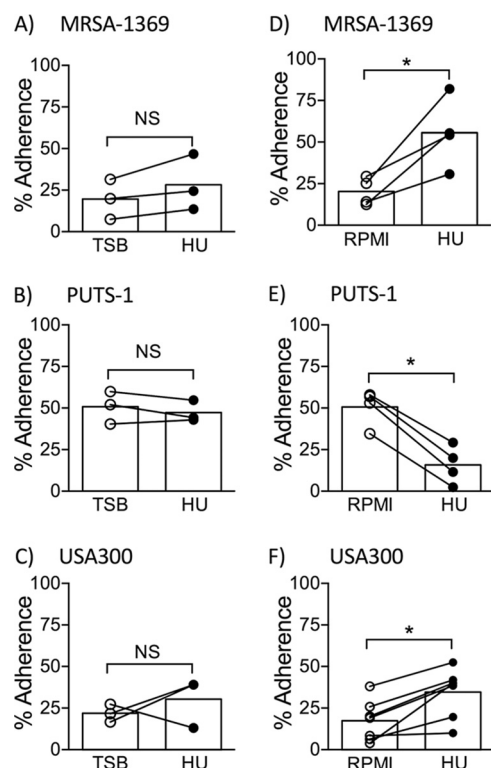 A) MRSA-1369
% Adherence
100
75
50
25
0
NS
TSB HU
D) MRSA-1369
% Adherence
100
75
50
25
0
*
RPMI HU
B) PUTS-1
% Adherence
100
75
50
25
0
NS
TSB HU
E) PUTS-1
% Adherence
100
75
50
25
0
*
RPMI HU
C) USA300
% Adherence
100
75
50
25
0
NS
TSB HU
F) USA300
% Adherence
100
75
50
25
0
*
RPMI HU